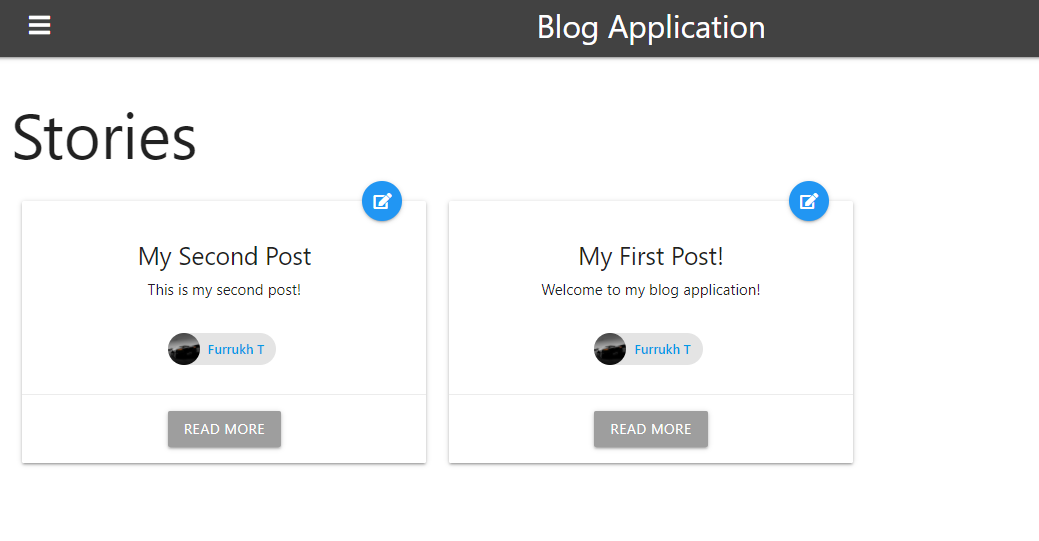 Blog Application
Stories
My Second Post
This is my second post!
Furrukh T
READ MORE
My First Post!
Welcome to my blog application!
Furrukh T
READ MORE